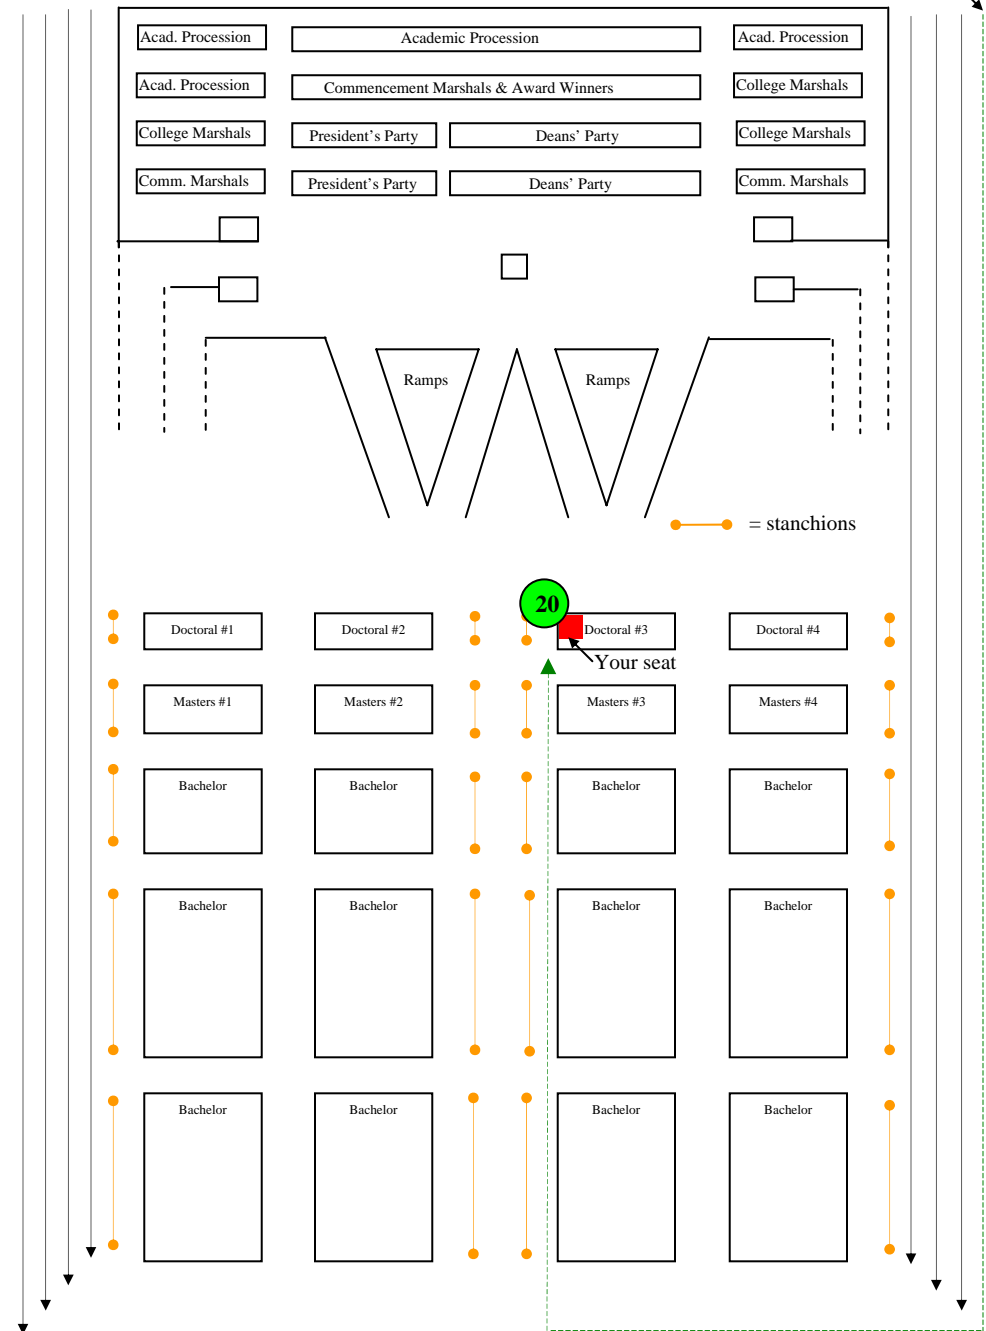 Acad. Procession
Academic Procession
Acad. Procession
Acad. Procession
Commencement Marshals & Award Winners
College Marshals
College Marshals
President's Party
Deans' Party
College Marshals
Comm. Marshals
President's Party
Deans' Party
Comm. Marshals
Ramps
Ramps
= stanchions
20
Doctoral #1
Doctoral #2
Doctoral #3
Doctoral #4
Your seat
Masters #1
Masters #2
Masters #3
Masters #4
Bachelor
Bachelor
Bachelor
Bachelor
Bachelor
Bachelor
Bachelor
Bachelor
Bachelor
Bachelor
Bachelor
Bachelor